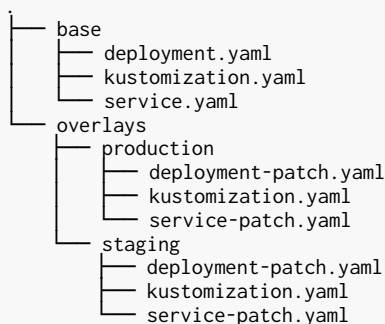 .
├── base
│   ├── deployment.yaml
│   ├── kustomization.yaml
│   └── service.yaml
└── overlays
    ├── production
    │   ├── deployment-patch.yaml
    │   ├── kustomization.yaml
    │   └── service-patch.yaml
    └── staging
        ├── deployment-patch.yaml
        ├── kustomization.yaml
        └── service-patch.yaml